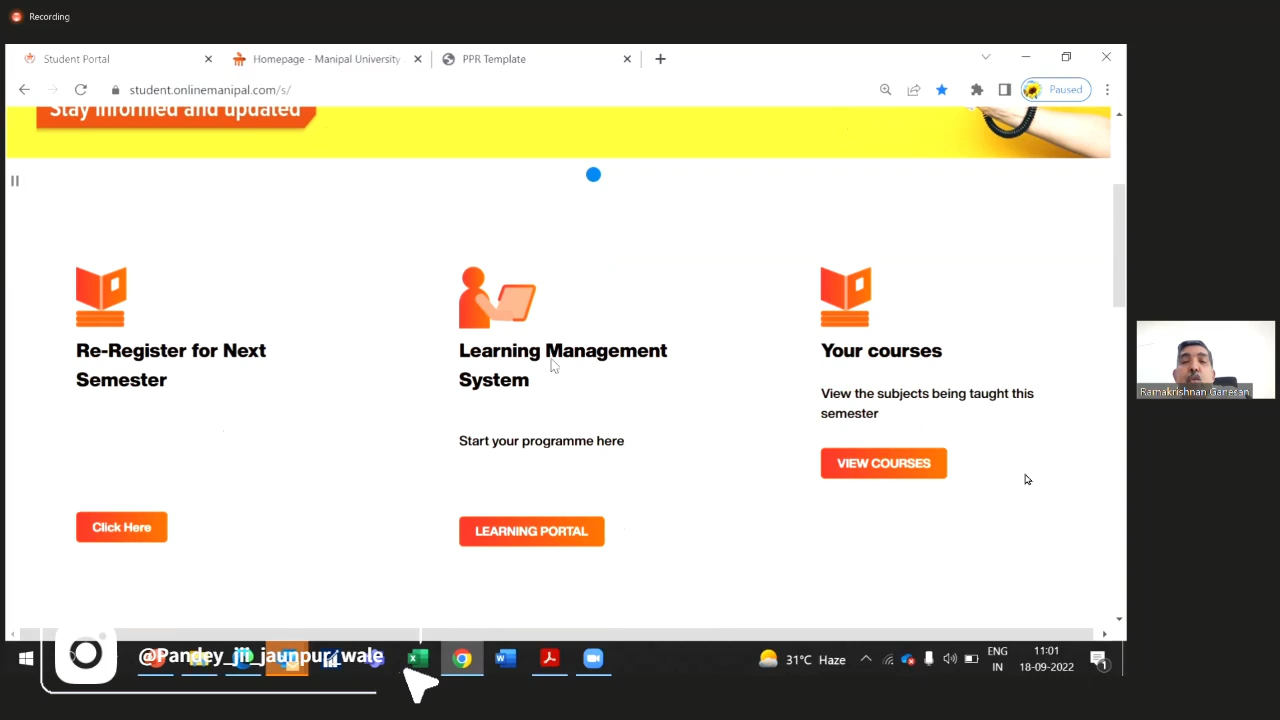 Recording
Student Portal
Homepage - Manipal University
PPR Template
student.onlinemanipal.com/s/
Paused
Stay informed and updated
Re-Register for Next
Semester
Click Here
Learning Management
System
Start your programme here
LEARNING PORTAL
Your courses
View the subjects being taught this
semester
VIEW COURSES
Ramakrishnan Ganesan
@Pandey_jii_jaunpur_wale
31°C Haze
ENG
IN
11:01
18-09-2022
1